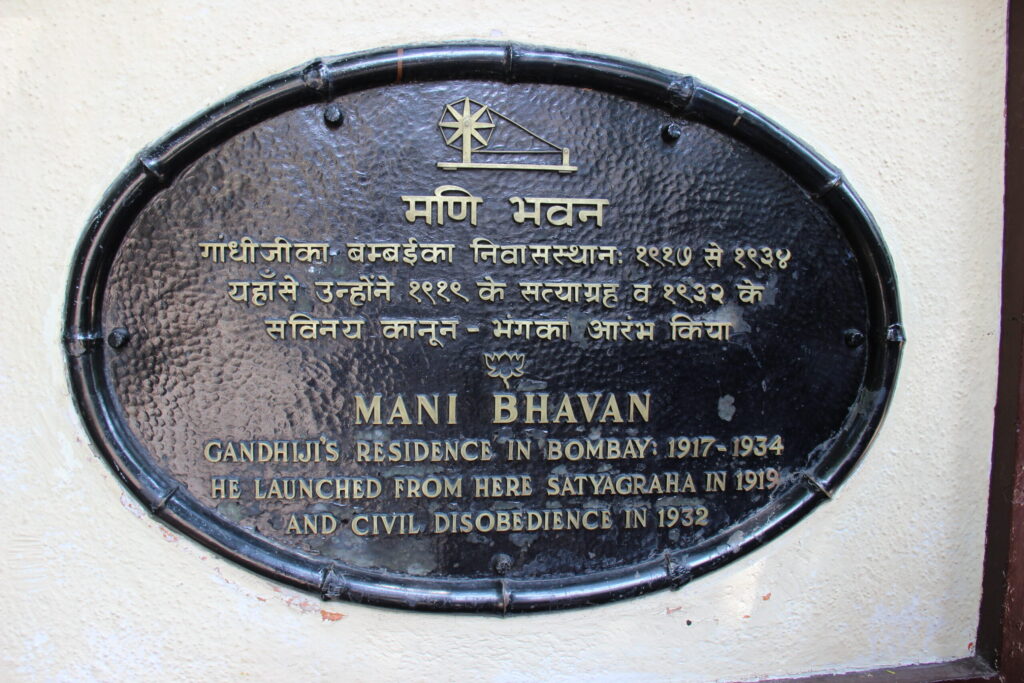 मणि भवन
गांधीजीका बम्बईका निवासस्थान: १९१७ से १९३४
यहाँसे उन्होंने १९१९ के सत्याग्रह व १९३२ के
सविनय कानून - भंगका आरंभ किया
MANI BHAVAN
GANDHIJI'S RESIDENCE IN BOMBAY: 1917-1934
HE LAUNCHED FROM HERE SATYAGRAHA IN 1919
AND CIVIL DISOBEDIENCE IN 1932